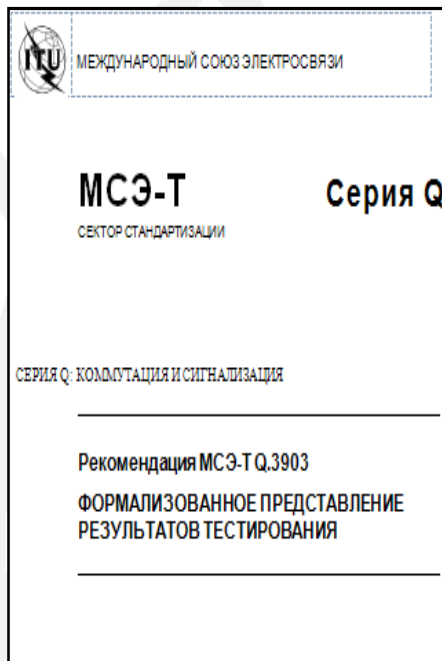 ITU
МЕЖДУНАРОДНЫЙ СОЮЗ ЭЛЕКТРОСВЯЗИ
МСЭ-Т Серия Q
СЕКТОР СТАНДАРТИЗАЦИИ
СЕРИЯ Q: КОММУТАЦИЯ И СИГНАЛИЗАЦИЯ
Рекомендация МСЭ-Т Q.3903
ФОРМАЛИЗОВАННОЕ ПРЕДСТАВЛЕНИЕ
РЕЗУЛЬТАТОВ ТЕСТИРОВАНИЯ